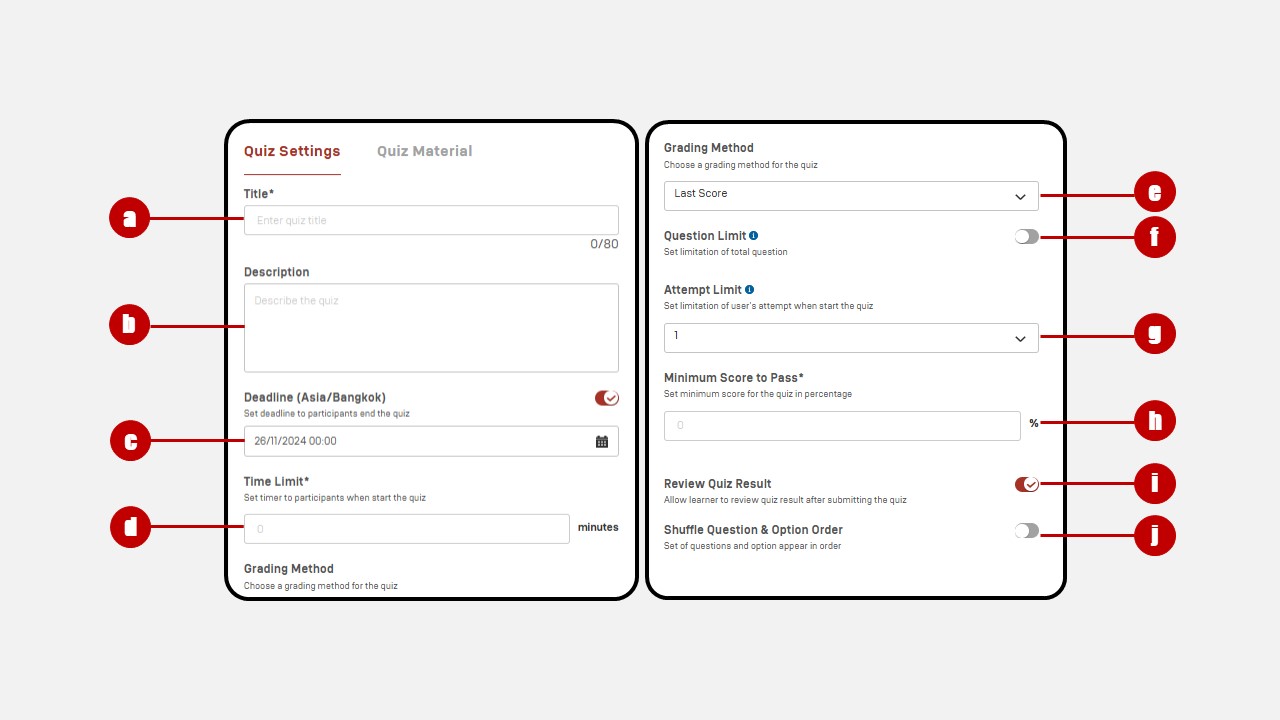 Quiz Settings Quiz Material
Title*
a
Enter quiz title
0/80
Description
Describe the quiz
b
Deadline (Asia/Bangkok)
Set deadline to participants end the quiz
c
26/11/2024 00:00
Time Limit*
Set timer to participants when start the quiz
d
0 minutes
Grading Method
Choose a grading method for the quiz
Grading Method
Choose a grading method for the quiz
Last Score
e
Question Limit
f
Set limitation of total question
Attempt Limit
Set limitation of user's attempt when start the quiz
1
g
Minimum Score to Pass*
Set minimum score for the quiz in percentage
0 %
h
Review Quiz Result
i
Allow learner to review quiz result after submitting the quiz
Shuffle Question & Option Order
j
Set of questions and option appear in order